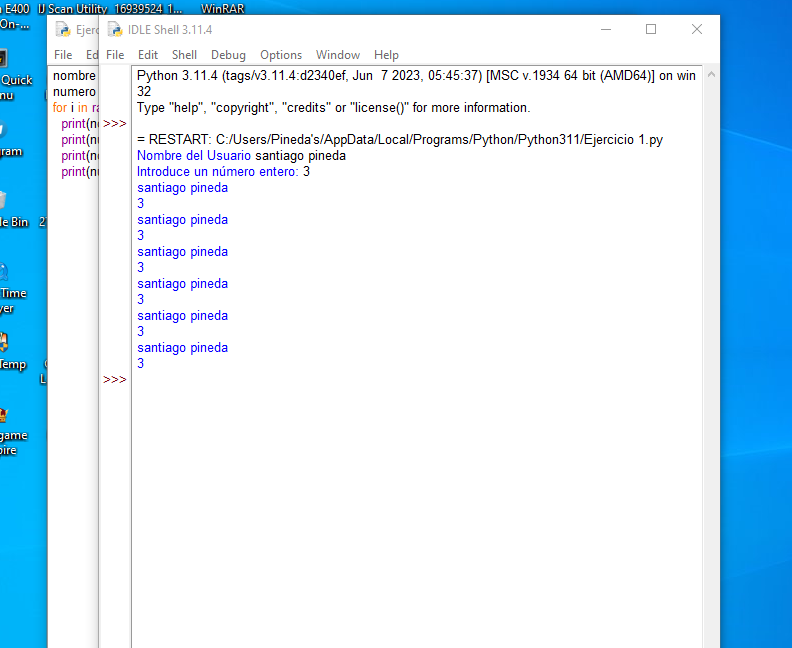 E400 IJ Scan Utility 16939524_1... WinRAR
On-...
Ejerc
IDLE Shell 3.11.4
File Ed
File Edit Shell Debug Options Window Help
nombre
numero
for i in ra
print(no
print(nu
print(nu
print(nu
Python 3.11.4 (tags/v3.11.4:d2340ef, Jun 7 2023, 05:45:37) [MSC v.1934 64 bit (AMD64)] on win
32
Type "help", "copyright", "credits" or "license()" for more information.
>>>
= RESTART: C:/Users/Pineda's/AppData/Local/Programs/Python/Python311/Ejercicio 1.py
Nombre del Usuario santiago pineda
Introduce un número entero: 3
santiago pineda
3
santiago pineda
3
santiago pineda
3
santiago pineda
3
santiago pineda
3
santiago pineda
3
>>>
Quick
nu
ram
le Bin
Time
yer
Temp
game
pire